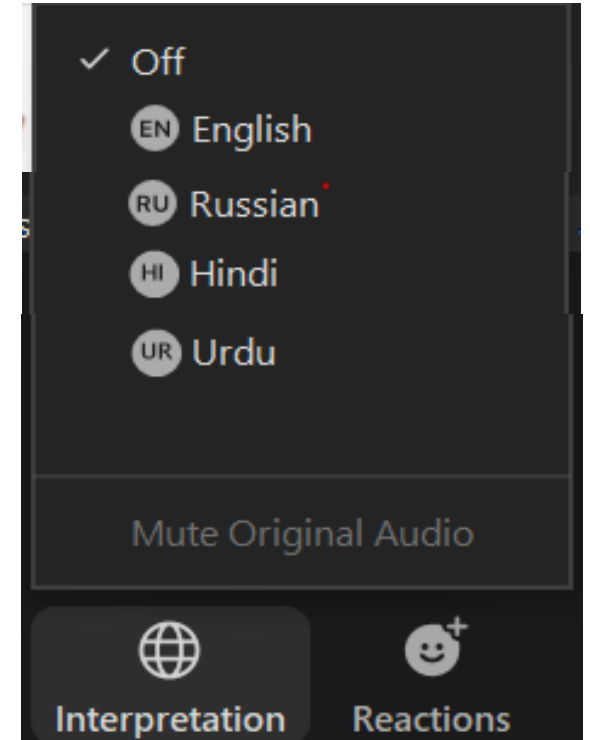 Off
EN English
RU Russian
HI Hindi
UR Urdu
Mute Original Audio
Interpretation Reactions